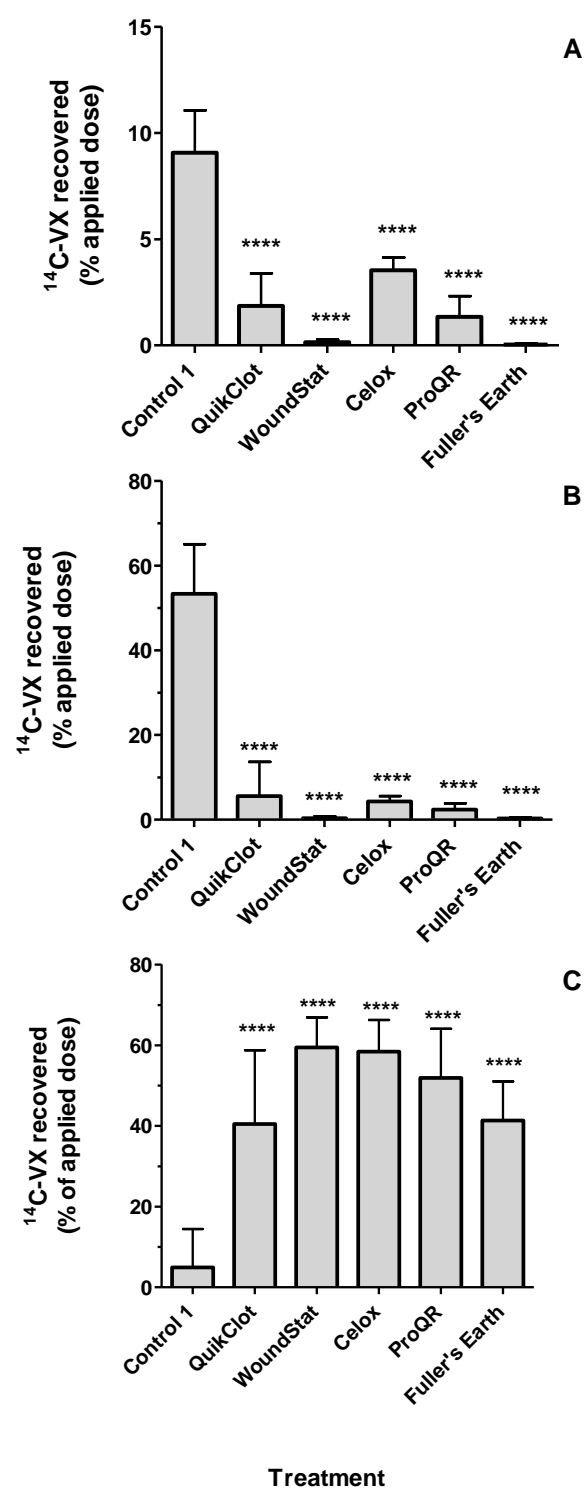 A
15
10
5
0
¹⁴C-VX recovered
(% applied dose)
****
****
****
****
****
Control 1
QuikClot
WoundStat
Celox
ProQR
Fuller's Earth
B
80
60
40
20
0
¹⁴C-VX recovered
(% applied dose)
****
****
****
****
****
Control 1
QuikClot
WoundStat
Celox
ProQR
Fuller's Earth
C
80
60
40
20
0
¹⁴C-VX recovered
(% of applied dose)
****
****
****
****
****
Control 1
QuikClot
WoundStat
Celox
ProQR
Fuller's Earth
Treatment